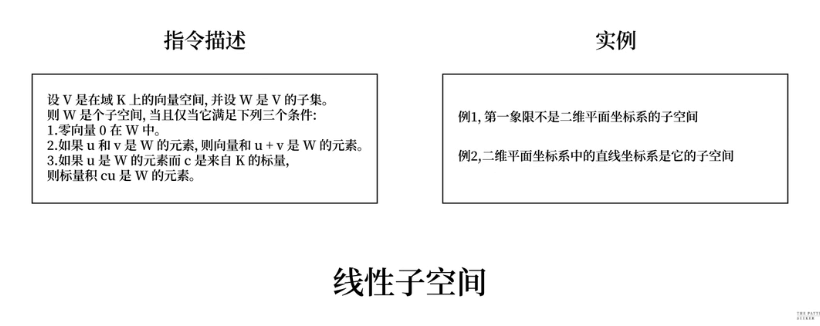 指令描述
设 V 是在域 K 上的向量空间, 并设 W 是 V 的子集。
则 W 是个子空间, 当且仅当它满足下列三个条件:
1.零向量 0 在 W 中。
2.如果 u 和 v 是 W 的元素, 则向量和 u + v 是 W 的元素。
3.如果 u 是 W 的元素而 c 是来自 K 的标量,
则标量积 cu 是 W 的元素。
实例
例1, 第一象限不是二维平面坐标系的子空间
例2,二维平面坐标系中的直线坐标系是它的子空间
线性子空间